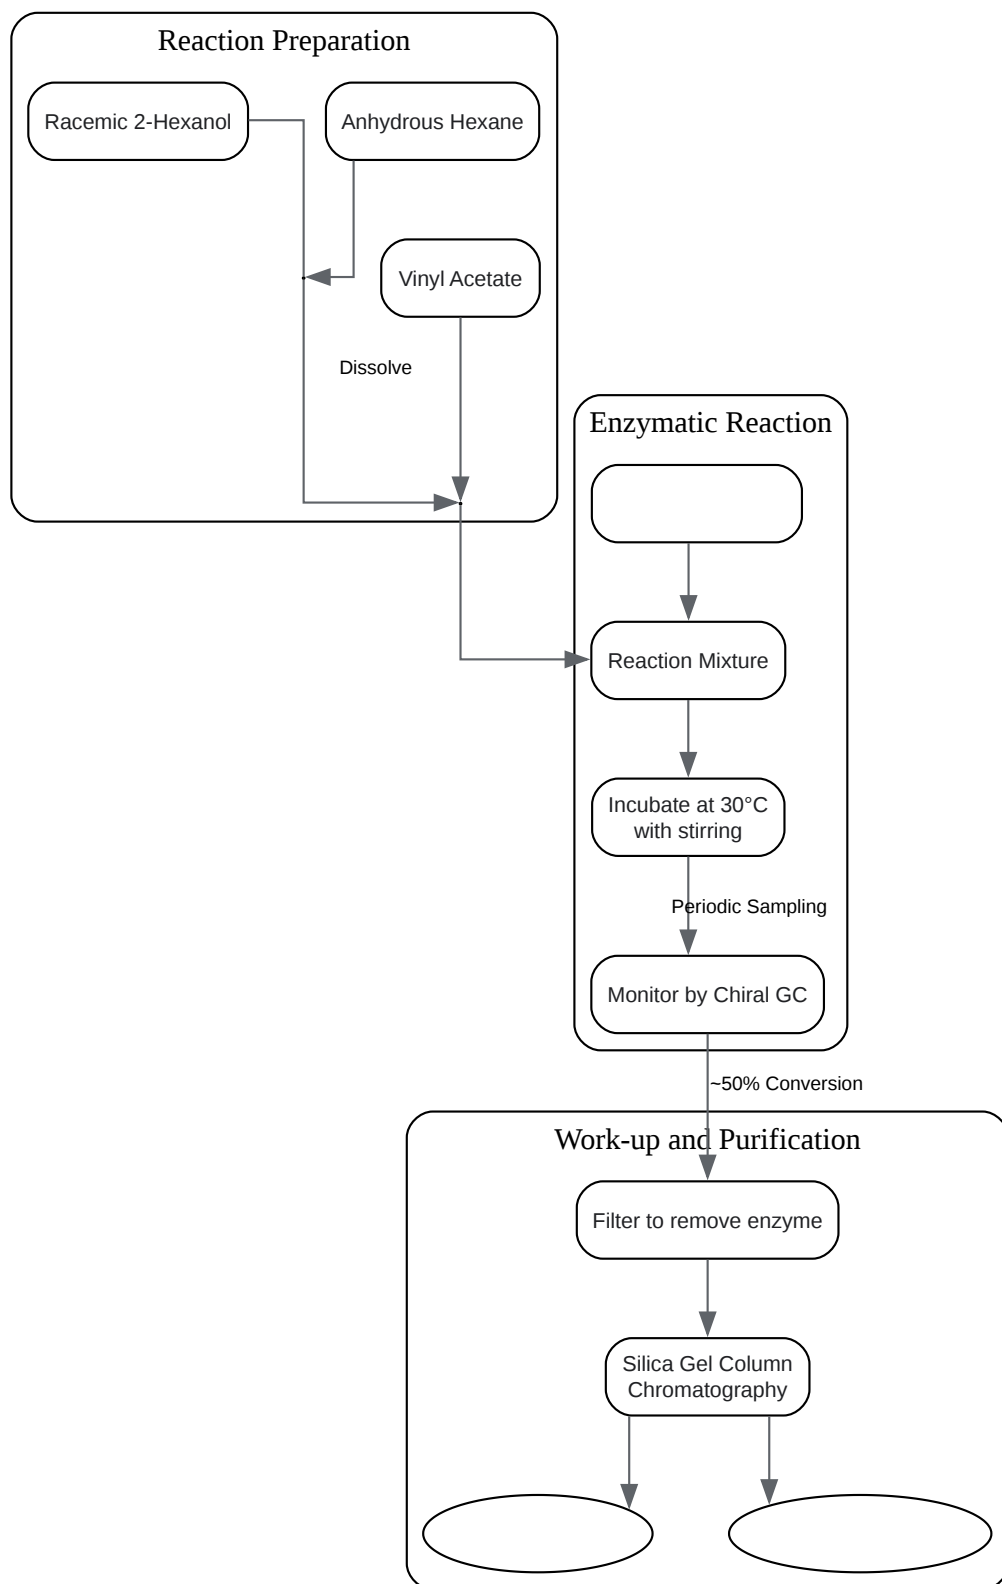 Reaction Preparation
Racemic 2-Hexanol
Anhydrous Hexane
Vinyl Acetate
Dissolve
Enzymatic Reaction
Reaction Mixture
Incubate at 30°C
with stirring
Periodic Sampling
Monitor by Chiral GC
~50% Conversion
Work-up and Purification
Filter to remove enzyme
Silica Gel Column
Chromatography